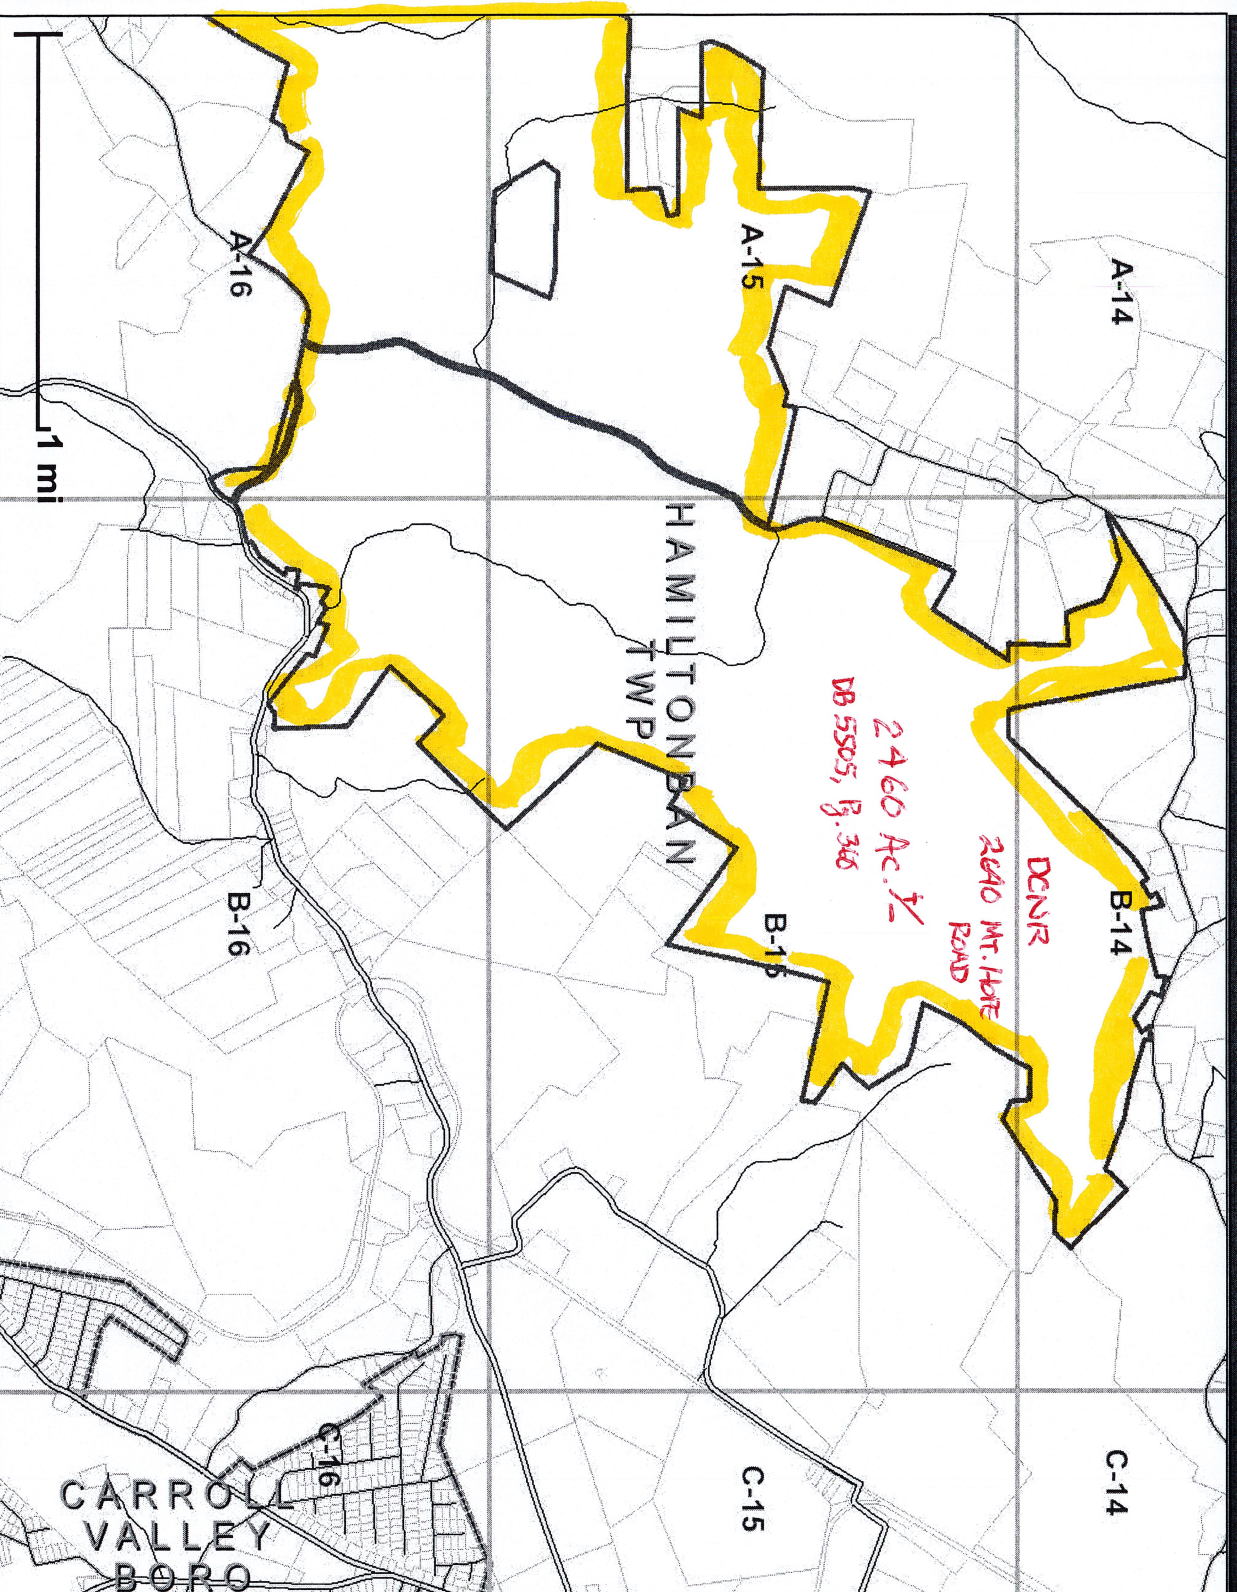 A-14
A-15
A-16
1 mi
HAMILTONBAN
TWP
2460 Ac. +/-
DB 5505, Pg. 368
DCNR
2640 MT. HOPE
ROAD
B-14
B-15
B-16
C-14
C-15
C-16
CARROLL
VALLEY
BORO